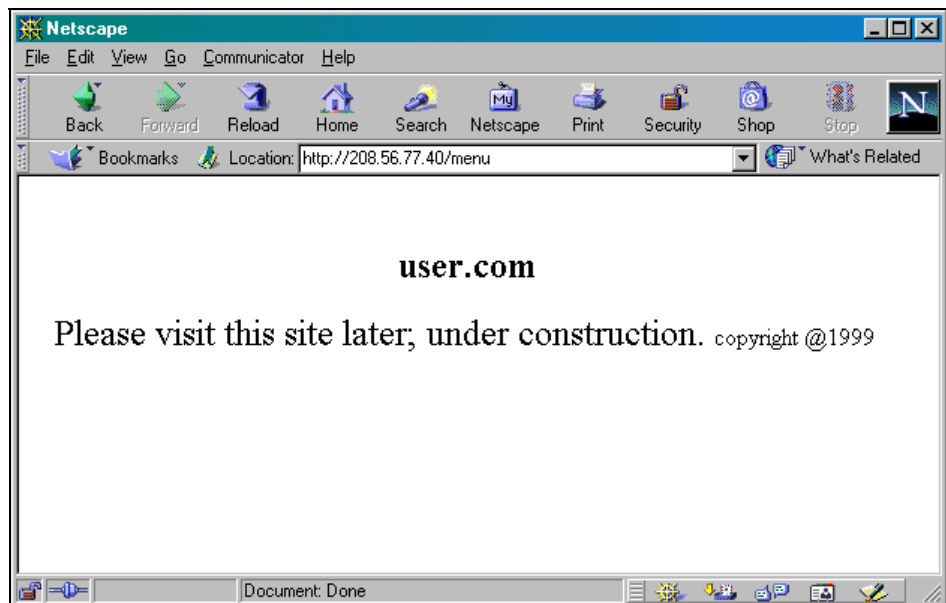 Netscape
File Edit View Go Communicator Help
My N
Back Forward Reload Home Search Netscape Print Security Shop Stop
Bookmarks Location: http://208.56.77.40/menu What's Related
user.com
Please visit this site later; under construction. copyright @1999
Document: Done